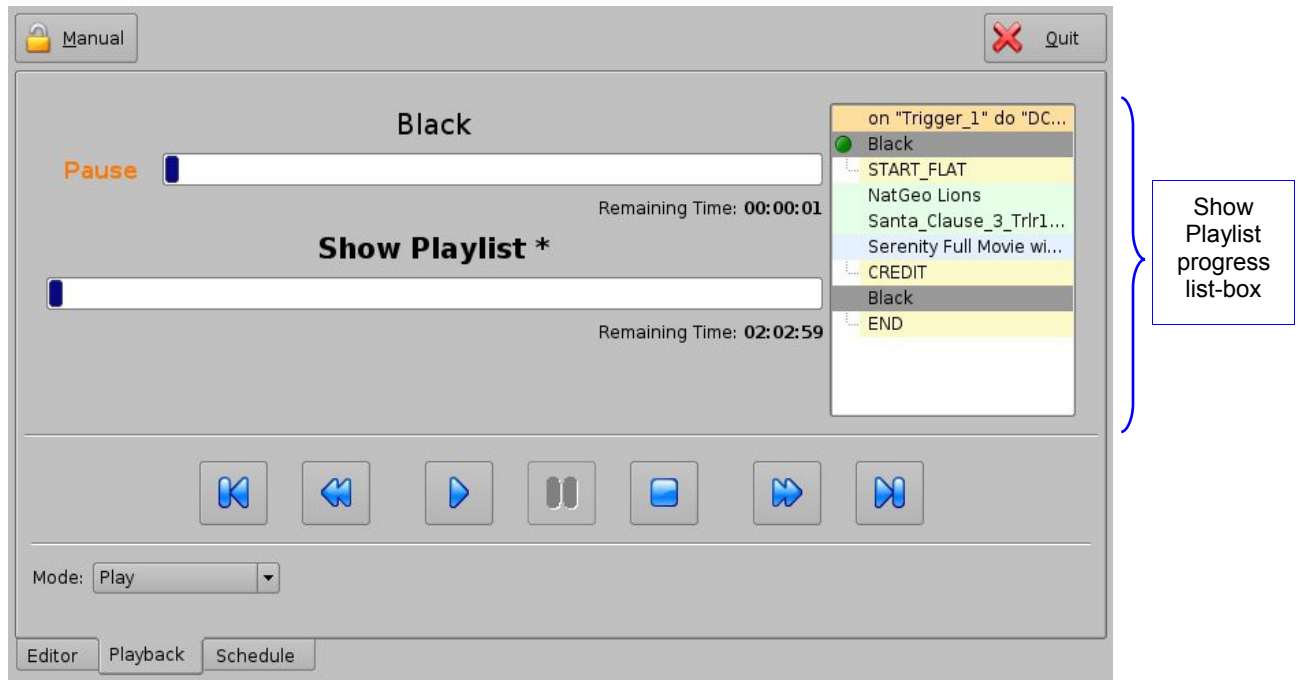 Manual
Quit
Black
Pause
Remaining Time: 00:00:01
Show Playlist *
Remaining Time: 02:02:59
on "Trigger_1" do "DC...
Black
START_FLAT
NatGeo Lions
Santa_Clause_3_Trlr1...
Serenity Full Movie wi...
CREDIT
Black
END
Show
Playlist
progress
list-box
Mode: Play
Editor Playback Schedule